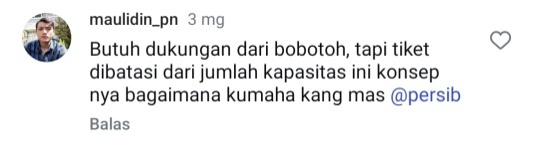 maulidin_pn 3 mg
Butuh dukungan dari bobotoh, tapi tiket
dibatasi dari jumlah kapasitas ini konsep
nya bagaimana kumaha kang mas @persib
Balas